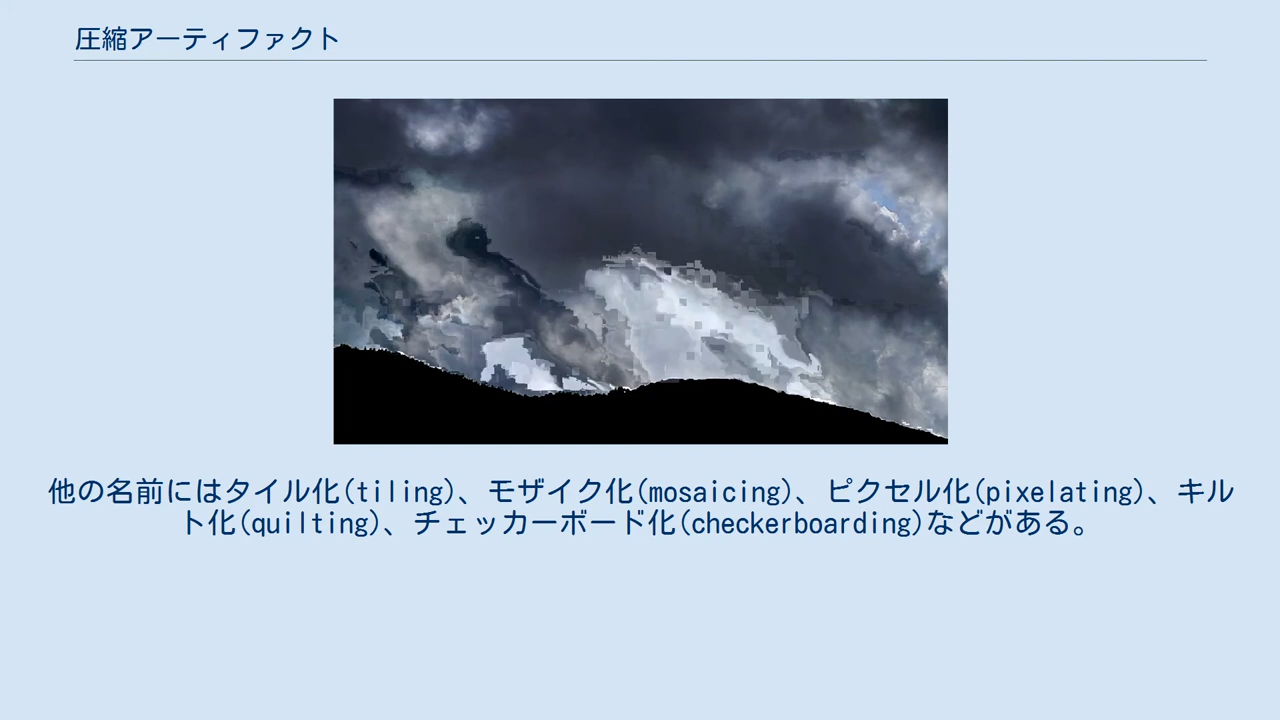 圧縮アーティファクト
他の名前にはタイル化(tiling)、モザイク化(mosaicing)、ピクセル化(pixelating)、キル
ト化(quilting)、チェッカーボード化(checkerboarding)などがある。